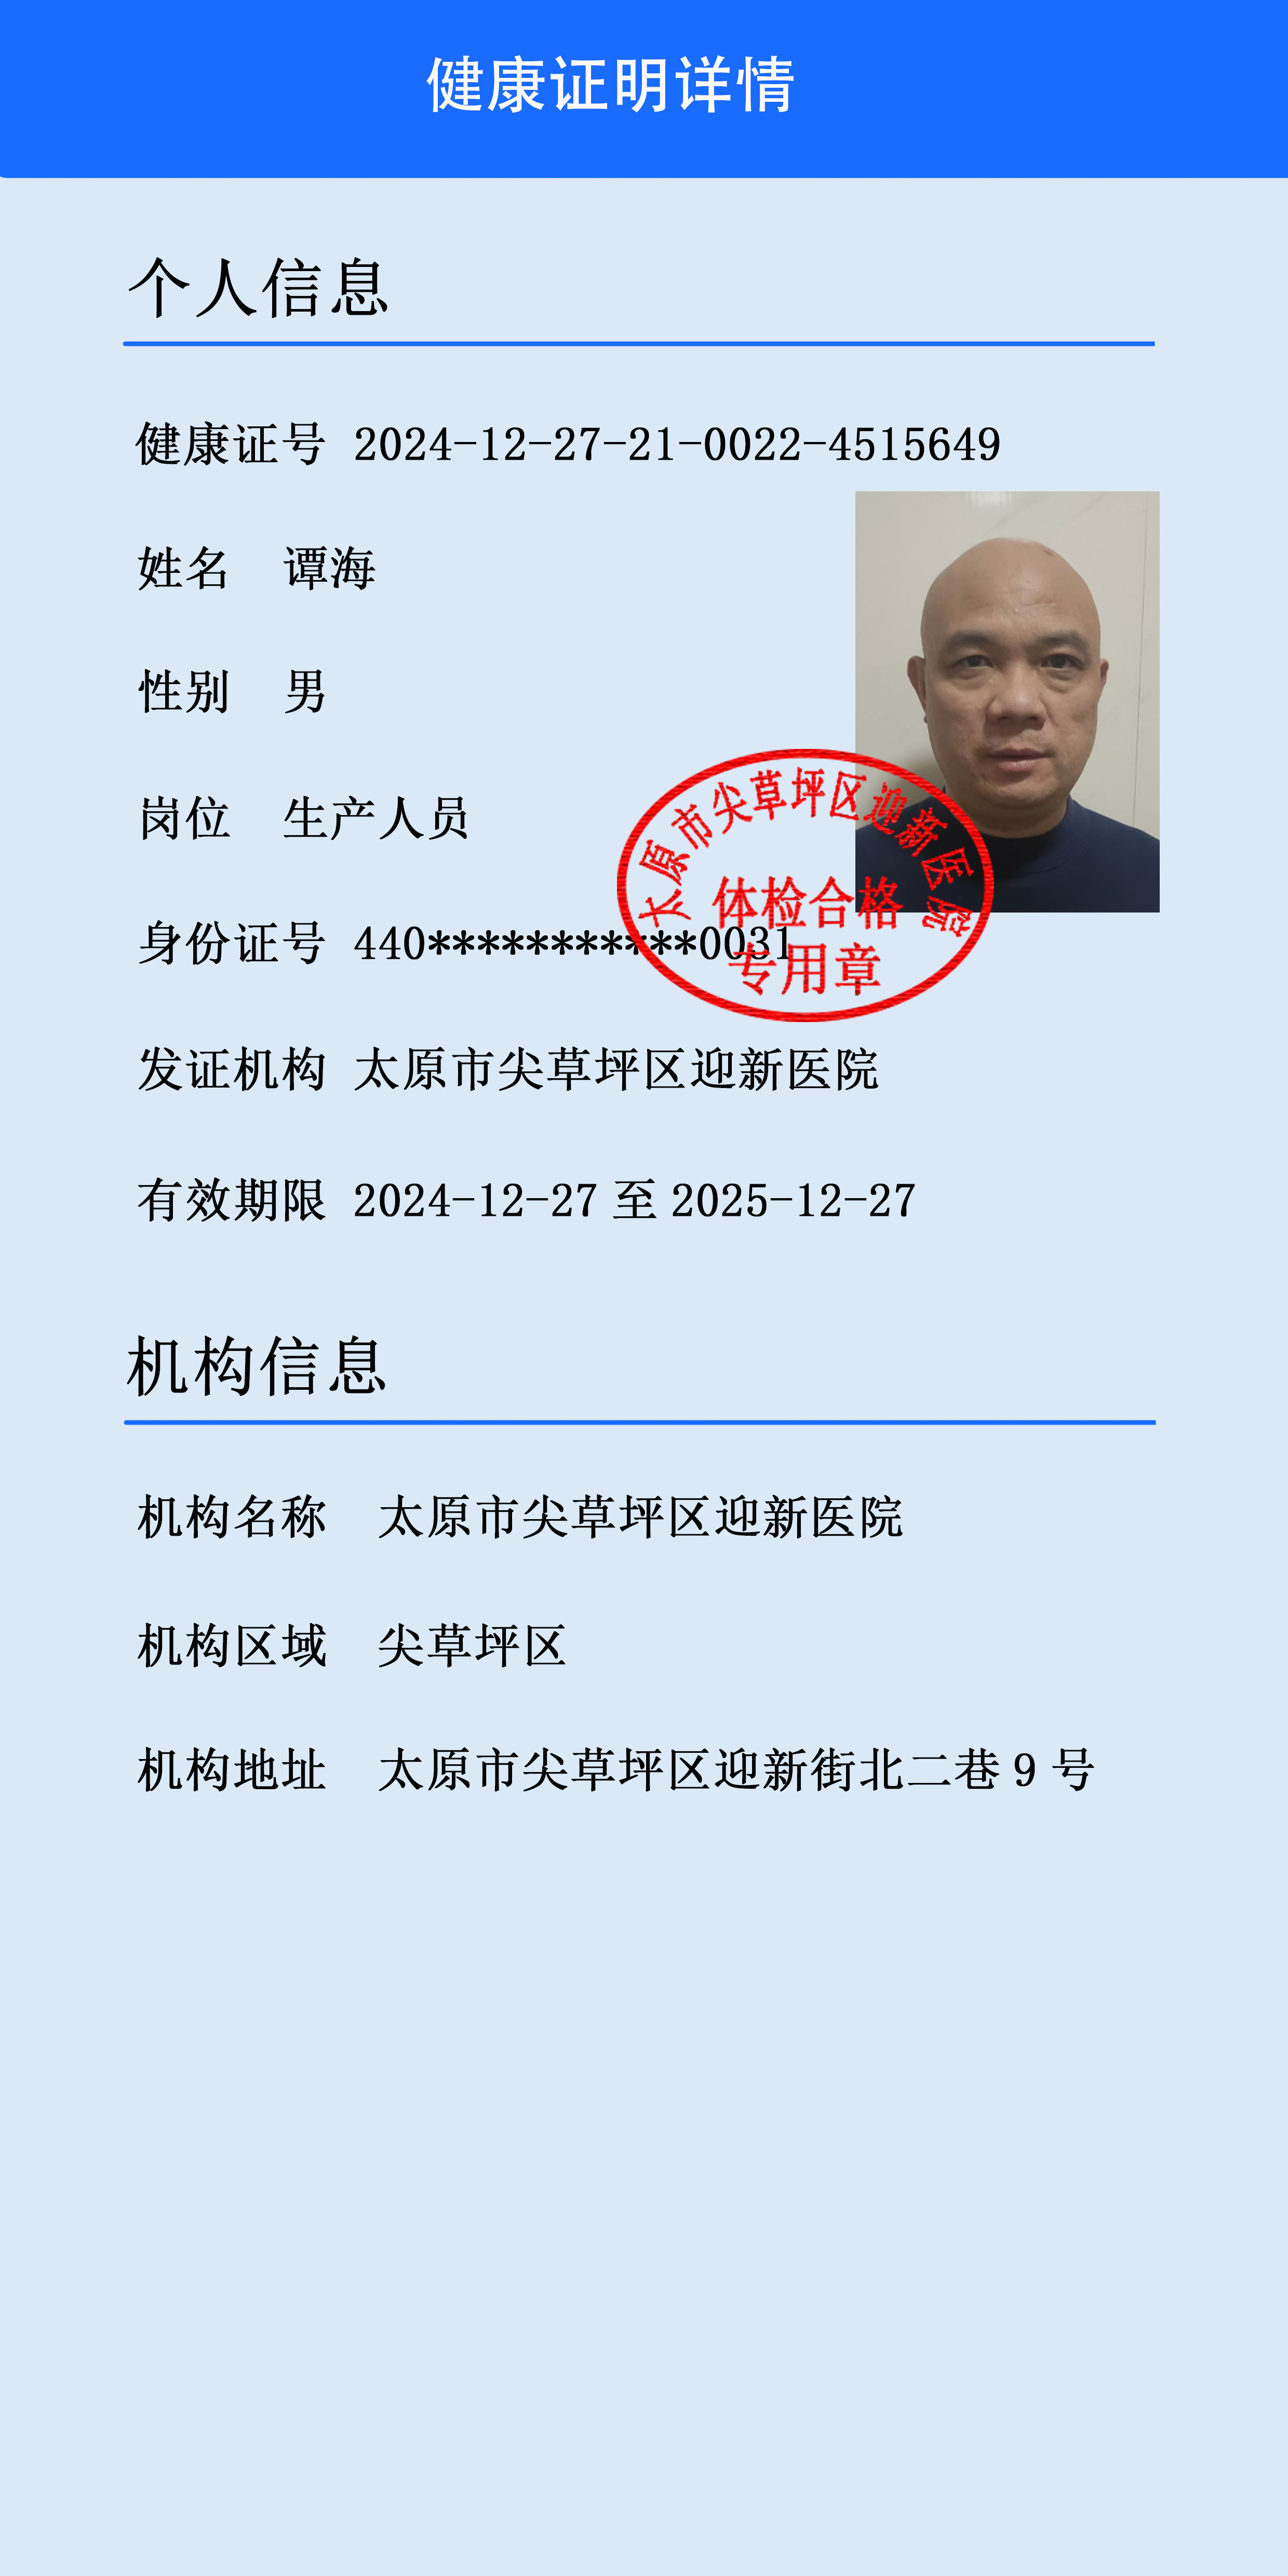 健康证明详情
个人信息
健康证号 2024-12-27-21-0022-4515649
姓名 谭海
性别 男
岗位 生产人员
太原市尖草坪区迎新医院
体检合格
专用章
身份证号 440***********0031
发证机构 太原市尖草坪区迎新医院
有效期限 2024-12-27 至 2025-12-27
机构信息
机构名称 太原市尖草坪区迎新医院
机构区域 尖草坪区
机构地址 太原市尖草坪区迎新街北二巷 9 号